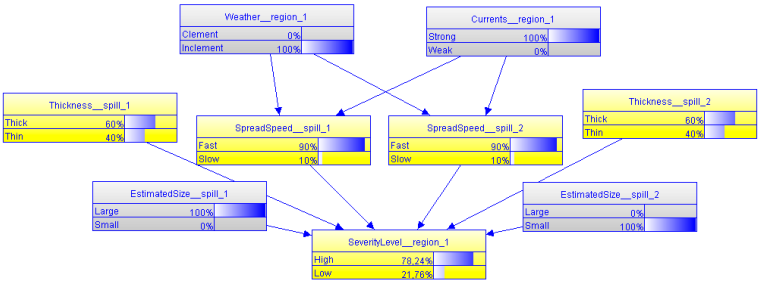 Weather__region_1
Clement 0%
Inclement 100%
Currents__region_1
Strong 100%
Weak 0%
Thickness__spill_1
Thick 60%
Thin 40%
SpreadSpeed__spill_1
Fast 90%
Slow 10%
SpreadSpeed__spill_2
Fast 90%
Slow 10%
Thickness__spill_2
Thick 60%
Thin 40%
EstimatedSize__spill_1
Large 100%
Small 0%
EstimatedSize__spill_2
Large 0%
Small 100%
SeverityLevel__region_1
High 78,24%
Low 21,76%